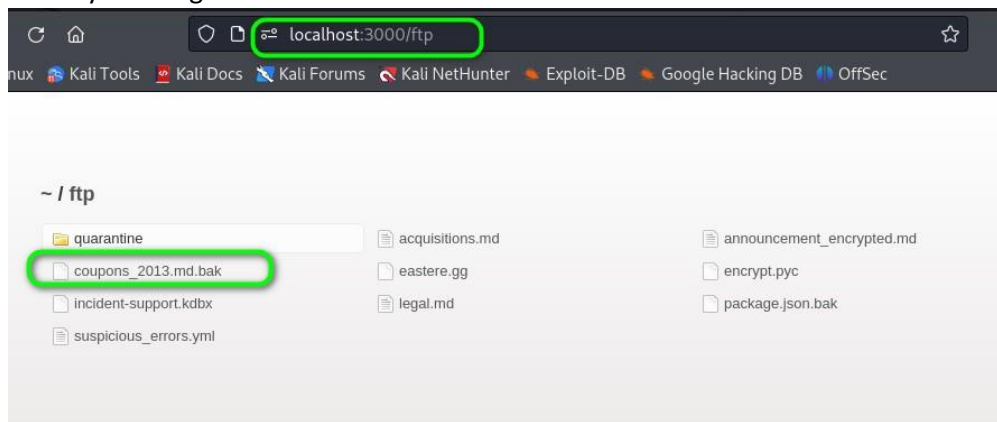 localhost:3000/ftp
nux Kali Tools Kali Docs Kali Forums Kali NetHunter Exploit-DB Google Hacking DB OffSec
~ / ftp
quarantine acquisitions.md announcement_encrypted.md
coupons_2013.md.bak eastere.gg encrypt.pyc
incident-support.kdbx legal.md package.json.bak
suspicious_errors.yml